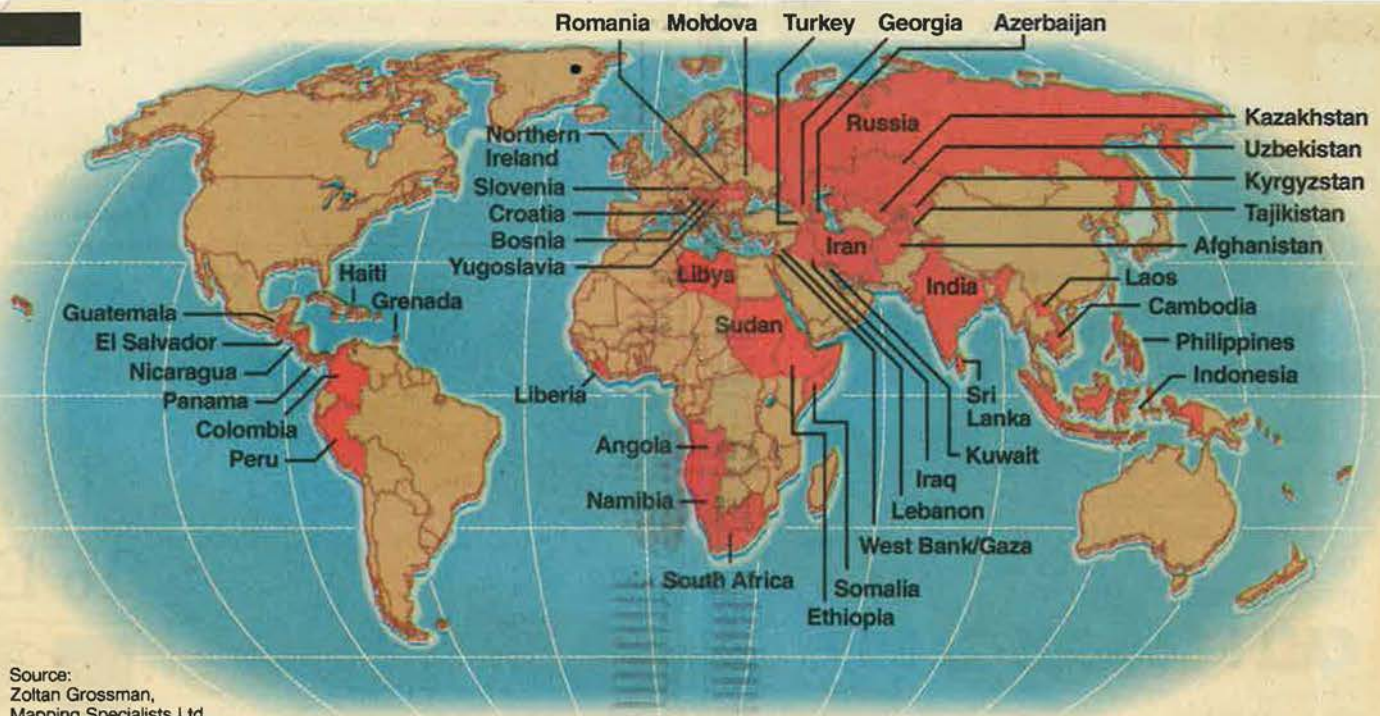 Romania Moldova Turkey Georgia Azerbaijan
Russia
Kazakhstan
Uzbekistan
Kyrgyzstan
Tajikistan
Afghanistan
Northern
Ireland
Slovenia
Croatia
Bosnia
Yugoslavia
Iran
Libya
India
Sudan
Laos
Cambodia
Philippines
Indonesia
Sri
Lanka
Haiti
Grenada
Guatemala
El Salvador
Nicaragua
Panama
Colombia
Peru
Liberia
Angola
Namibia
South Africa
Kuwait
Iraq
Lebanon
West Bank/Gaza
Somalia
Ethiopia
Source:
Zoltan Grossman,
Mapping Specialists Ltd.